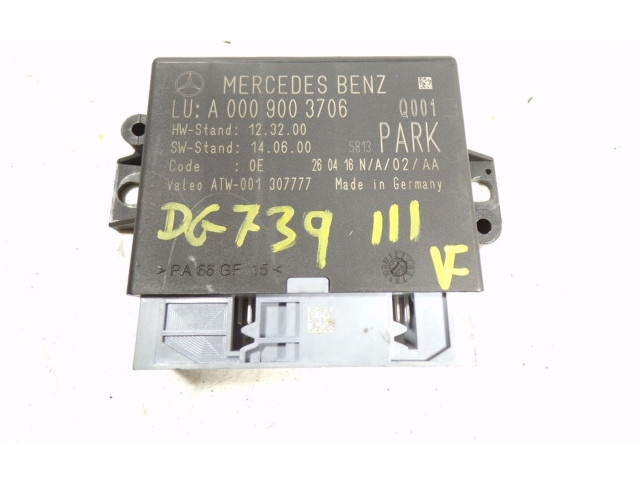 MERCEDES BENZ
LU: A 000 900 3706 Q001
HW-Stand: 12.32.00
SW-Stand: 14.06.00 5813 PARK
Code : 0E 26 04 16 N/A/02/AA
Valeo ATW-001 307777 Made in Germany
DG739 III
VF
>PA 66 GF 15<